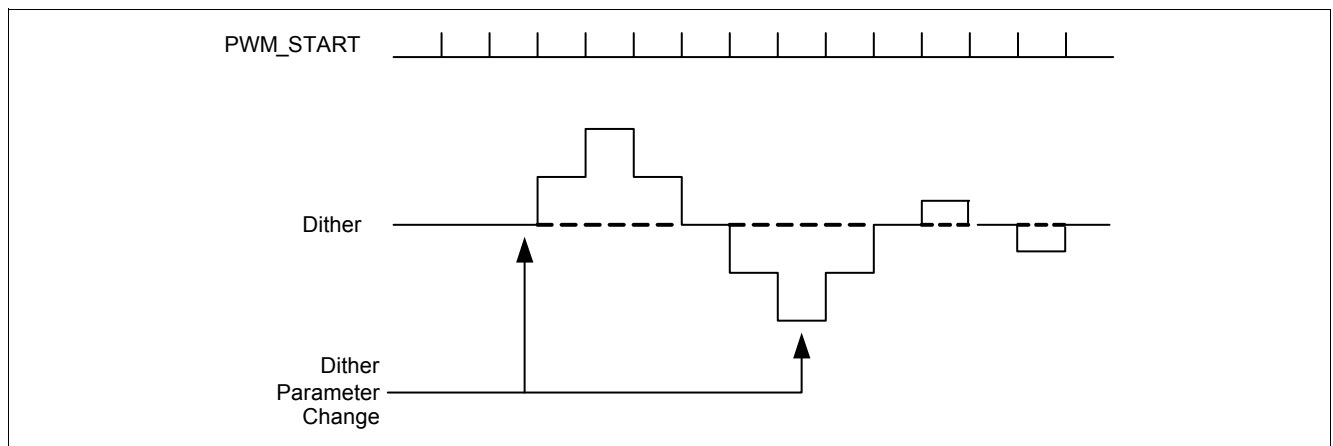 PWM_START
Dither
Dither
Parameter
Change